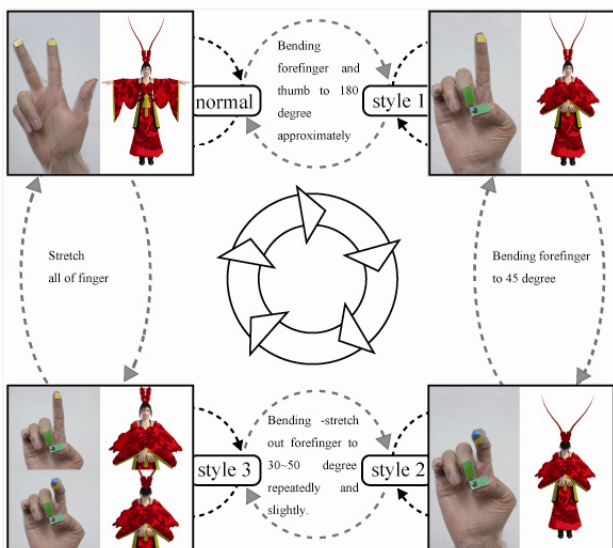 Bending
forefinger and
thumb to 180
degree
approximately
normal
style 1
Stretch
all of finger
Bending forefinger
to 45 degree
Bending -stretch
out forefinger to
30~50 degree
repeatedly and
slightly.
style 3
style 2